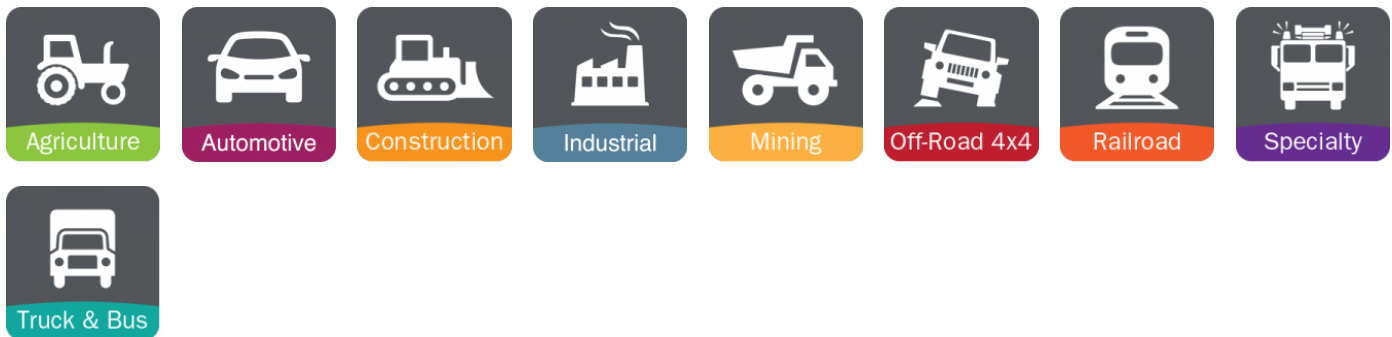 Agriculture
Automotive
Construction
Industrial
Mining
Off-Road 4x4
Railroad
Specialty
Truck & Bus